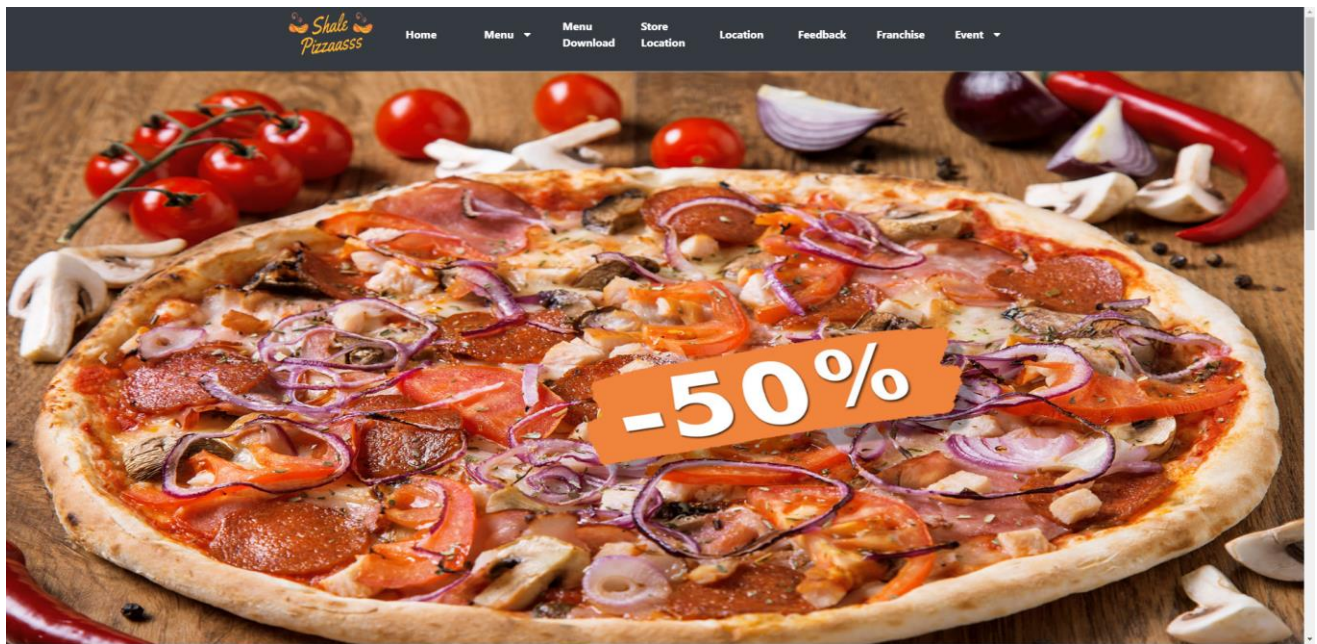 Shale
Pizzaasss
Home
Menu
Menu
Download
Store
Location
Location
Feedback
Franchise
Event
-50%